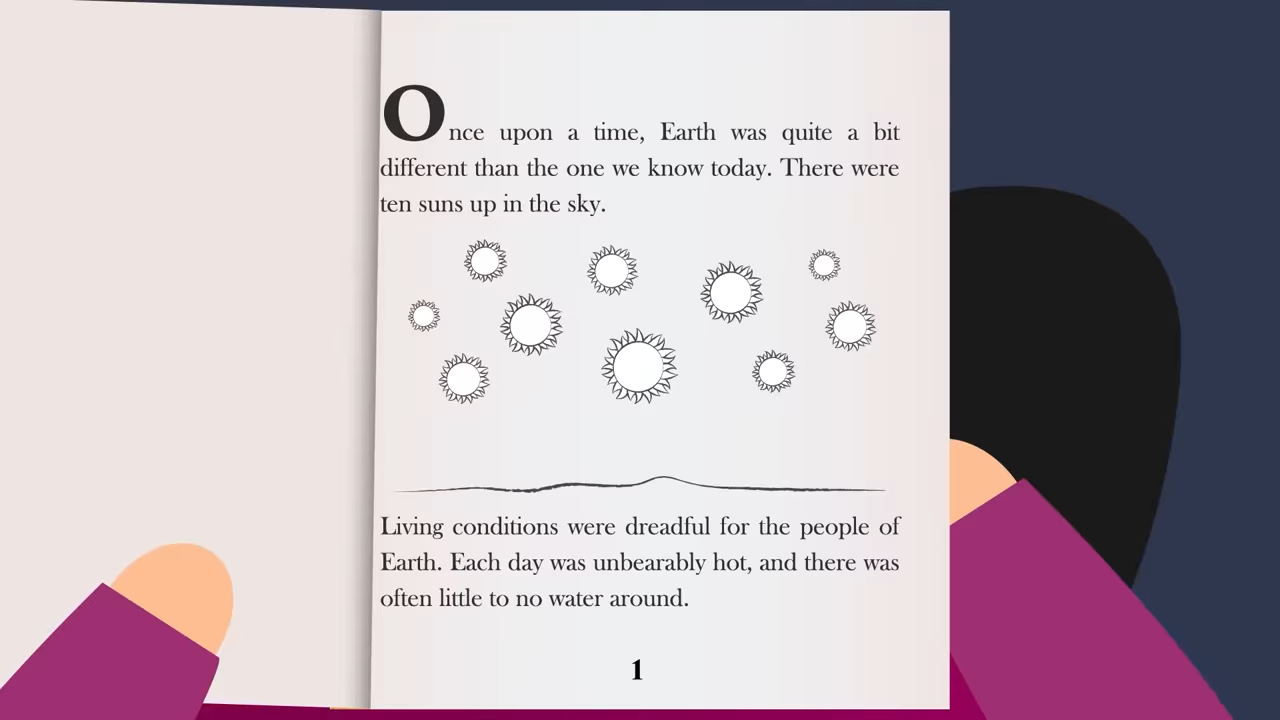 Once upon a time, Earth was quite a bit
different than the one we know today. There were
ten suns up in the sky.
Living conditions were dreadful for the people of
Earth. Each day was unbearably hot, and there was
often little to no water around.
1